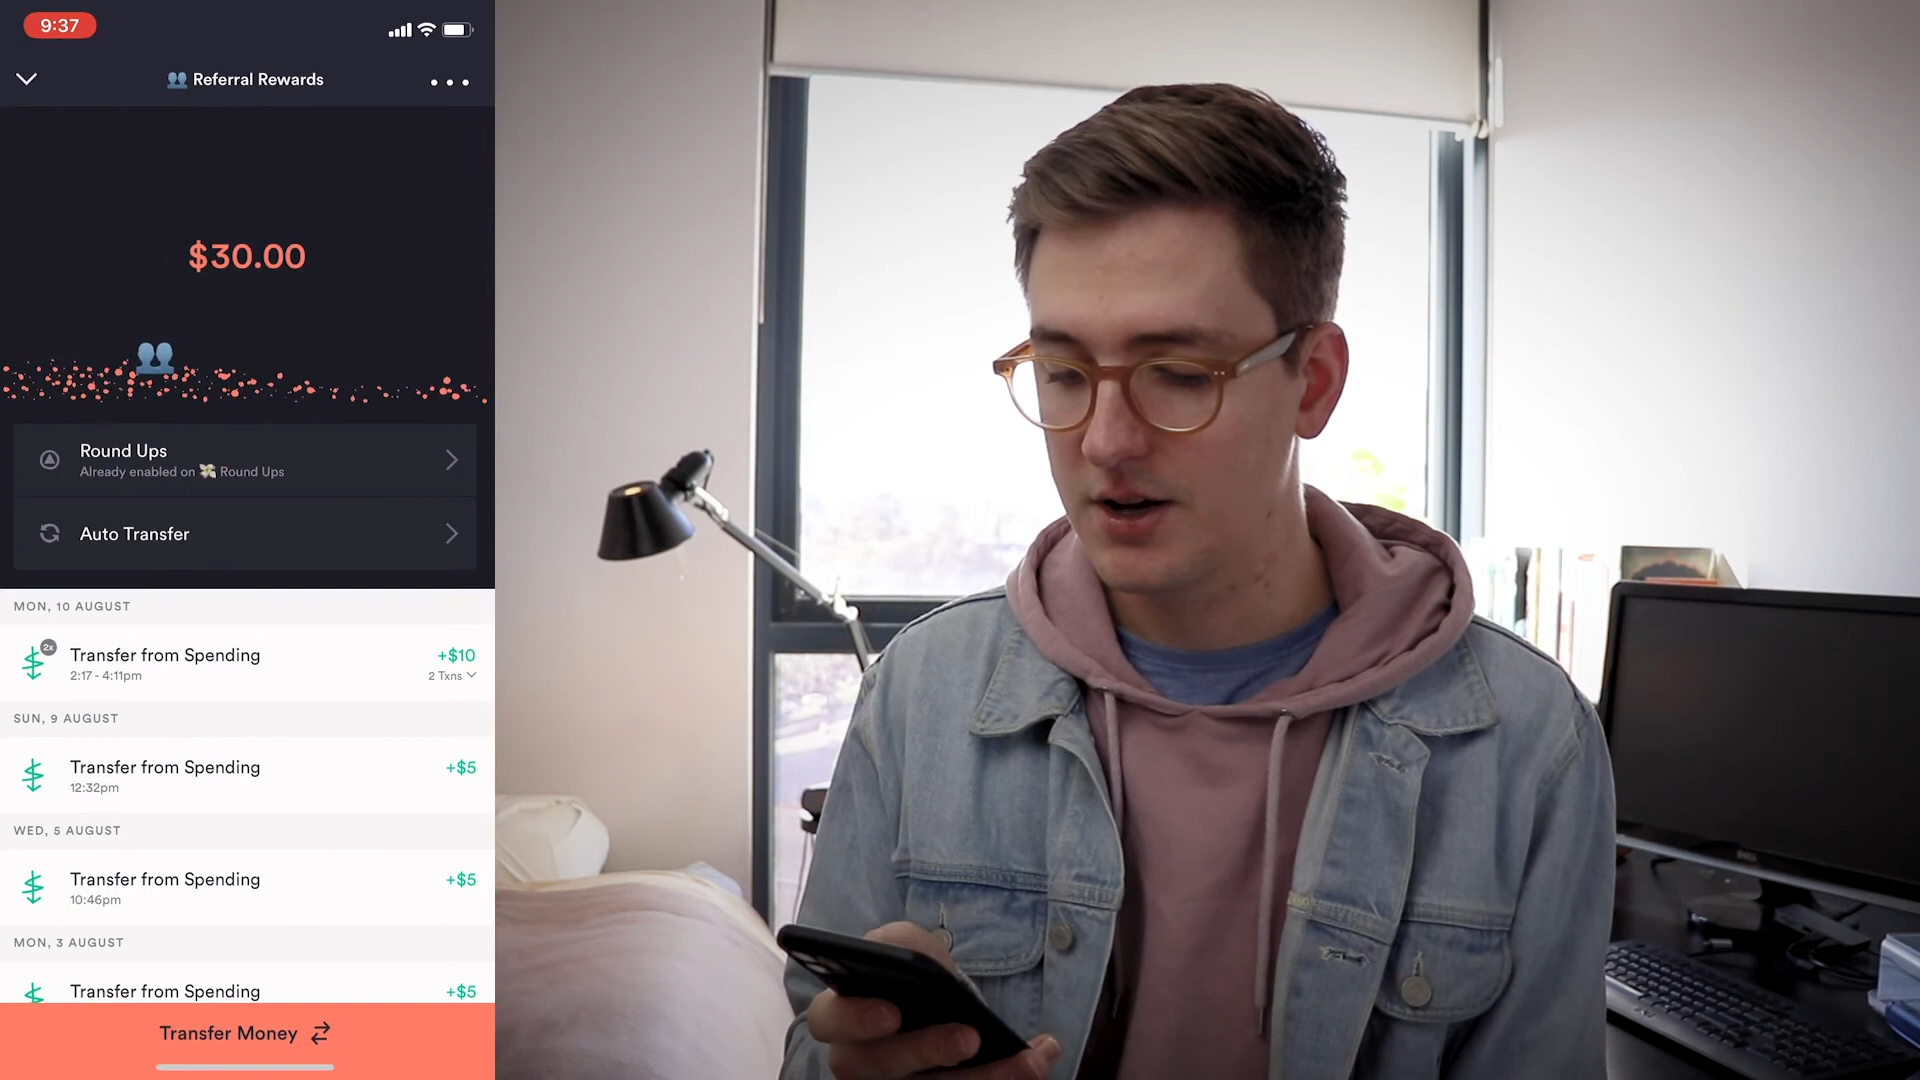 9:37
Referral Rewards
$30.00
Round Ups
Already enabled on 💸 Round Ups
Auto Transfer
MON, 10 AUGUST
2x
Transfer from Spending
+$10
2:17 - 4:11pm
2 Txns
SUN, 9 AUGUST
Transfer from Spending
+$5
12:32pm
WED, 5 AUGUST
Transfer from Spending
+$5
10:46pm
MON, 3 AUGUST
Transfer from Spending
+$5
Transfer Money